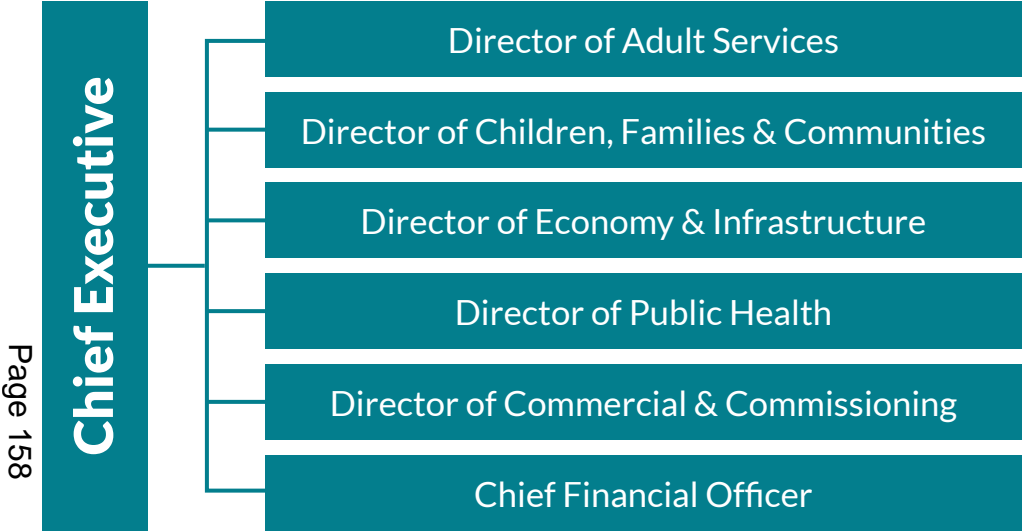 Chief Executive
Director of Adult Services
Director of Children, Families & Communities
Director of Economy & Infrastructure
Director of Public Health
Director of Commercial & Commissioning
Chief Financial Officer
Page 158